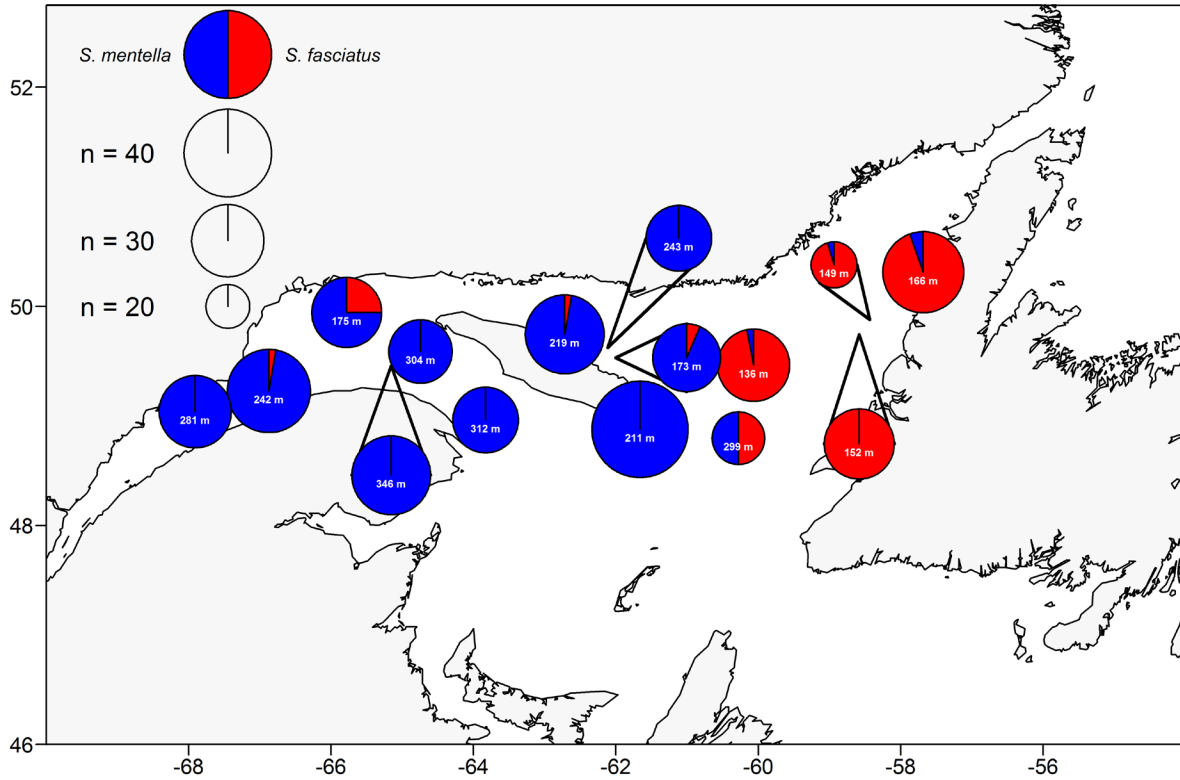 S. mentella S. fasciatus
52
n = 40
n = 30
243 m
149 m
166 m
n = 20
50
175 m
219 m
304 m
173 m
136 m
242 m
281 m
312 m
211 m
299 m
152 m
346 m
48
46
-68 -66 -64 -62 -60 -58 -56